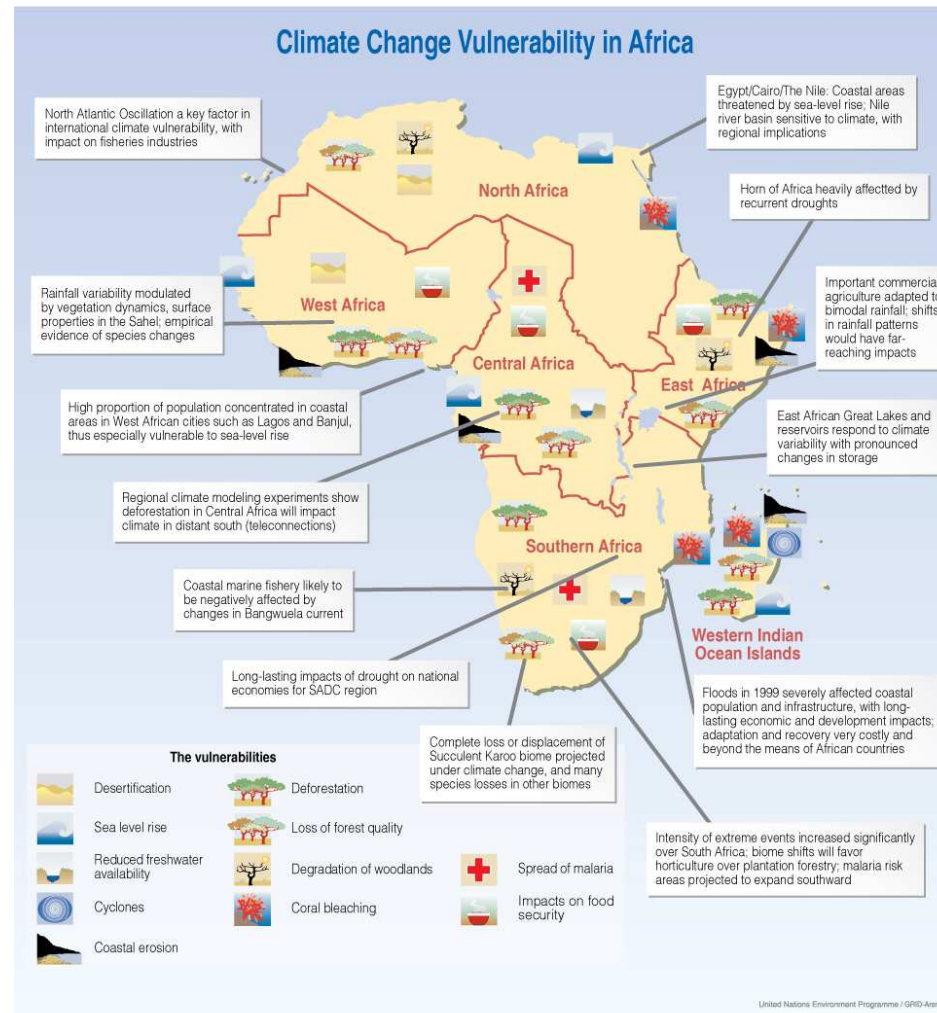 Climate Change Vulnerability in Africa
North Atlantic Oscillation a key factor in
international climate vulnerability, with
impact on fisheries industries
Egypt/Cairo/The Nile: Coastal areas
threatened by sea-level rise; Nile
river basin sensitive to climate, with
regional implications
North Africa
Horn of Africa heavily affectted by
recurrent droughts
Rainfall variability modulated
by vegetation dynamics, surface
properties in the Sahel; empirical
evidence of species changes
West Africa
Important commercia
agriculture adapted to
bimodal rainfall; shifts
in rainfall patterns
would have far-
reaching impacts
Central Africa
East Africa
High proportion of population concentrated in coastal
areas in West African cities such as Lagos and Banjul,
thus especially vulnerable to sea-level rise
East African Great Lakes and
reservoirs respond to climate
variability with pronounced
changes in storage
Regional climate modeling experiments show
deforestation in Central Africa will impact
climate in distant south (teleconnections)
Southern Africa
Coastal marine fishery likely to
be negatively affected by
changes in Bangwuela current
Western Indian
Ocean Islands
Long-lasting impacts of drought on national
economies for SADC region
Floods in 1999 severely affected coastal
population and infrastructure, with long-
lasting economic and development impacts;
adaptation and recovery very costly and
beyond the means of African countries
Complete loss or displacement of
Succulent Karoo biome projected
under climate change, and many
species losses in other biomes
Intensity of extreme events increased significantly
over South Africa; biome shifts will favor
horticulture over plantation forestry; malaria risk
areas projected to expand southward
The vulnerabilities
Desertification
Sea level rise
Reduced freshwater
availability
Cyclones
Coastal erosion
Deforestation
Loss of forest quality
Degradation of woodlands
Coral bleaching
Spread of malaria
Impacts on food
security
United Nations Environment Programme / GRID-Aren